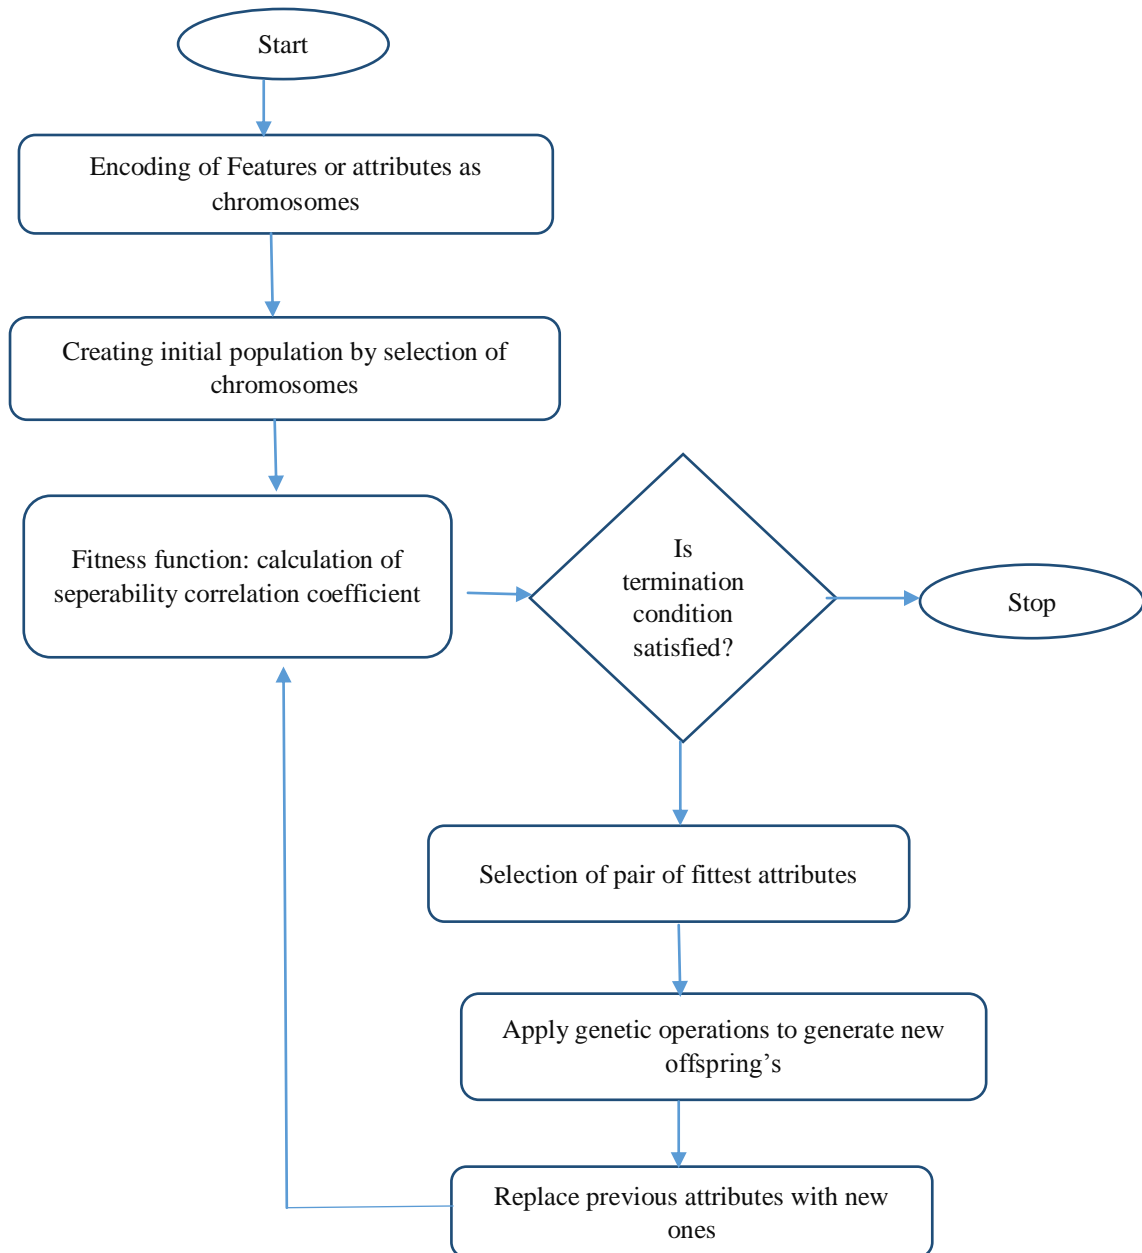 Start
Encoding of Features or attributes as
chromosomes
Creating initial population by selection of
chromosomes
Fitness function: calculation of
seperability correlation coefficient
Is
termination
condition
satisfied?
Stop
Selection of pair of fittest attributes
Apply genetic operations to generate new
offspring’s
Replace previous attributes with new
ones